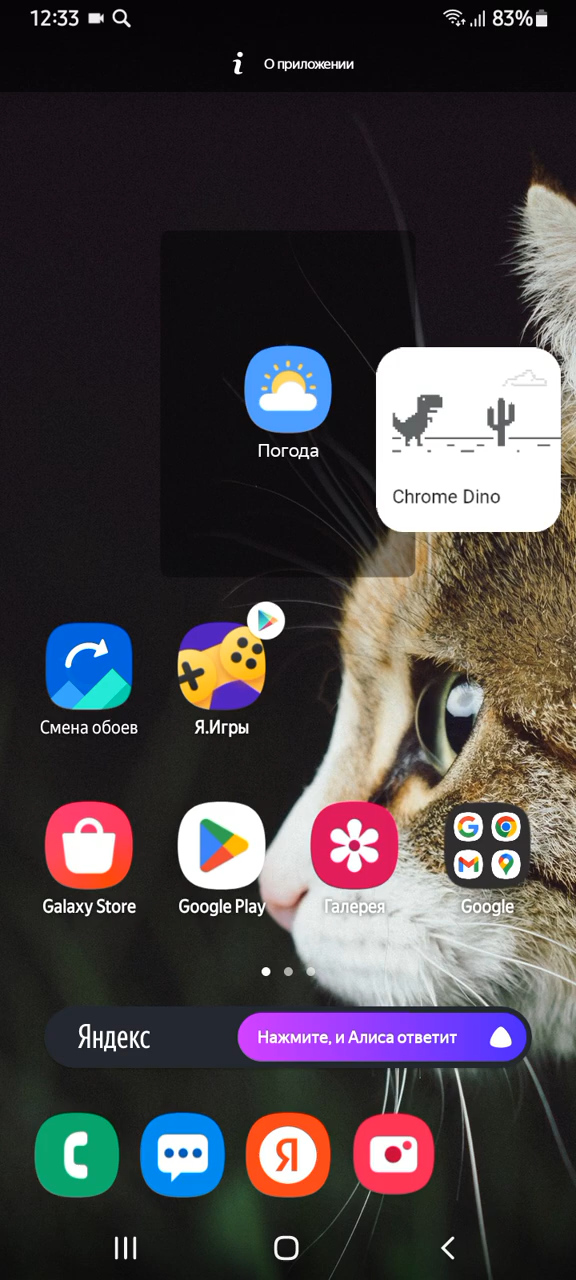 12:33
83%
О приложении
Погода
Chrome Dino
Смена обоев
Я.Игры
Galaxy Store
Google Play
Галерея
Google
Яндекс
Нажмите, и Алиса ответит
Я